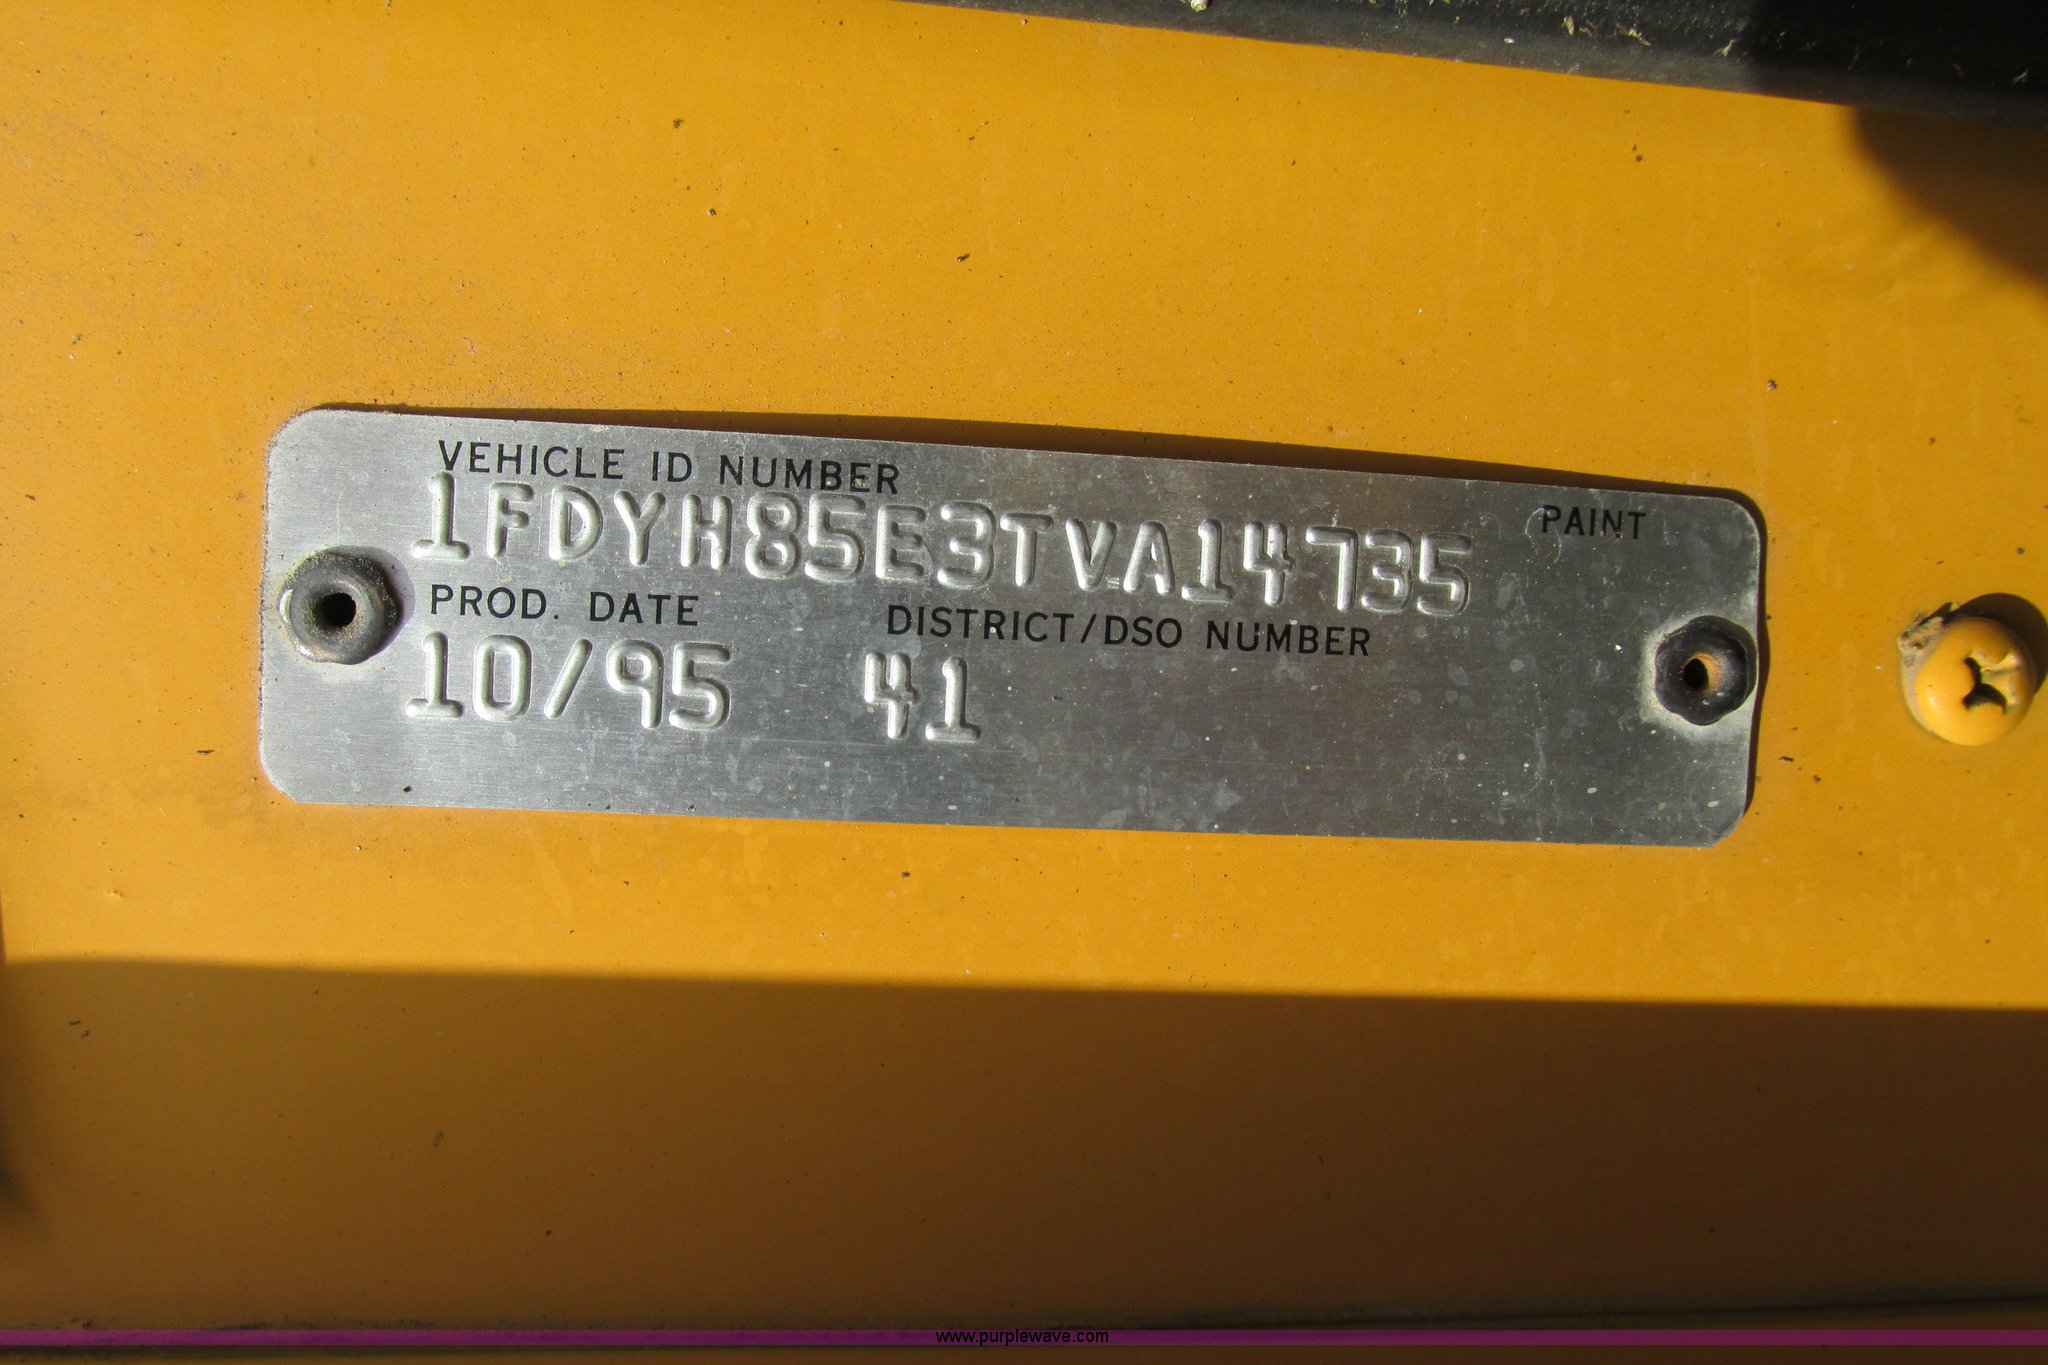 VEHICLE ID NUMBER
PAINT
1FDYH85E3TVA14735
PROD. DATE
DISTRICT/DSO NUMBER
10/95 41
www.purplewave.com